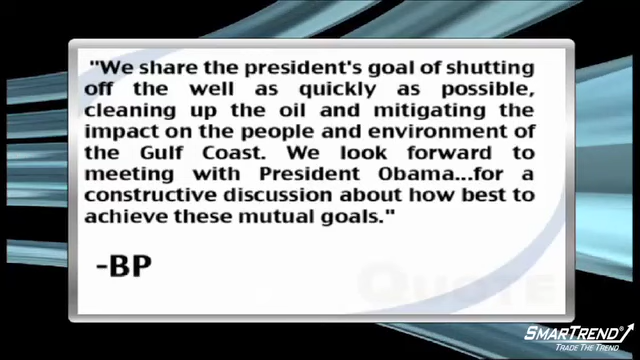 "We share the president's goal of shutting
off the well as quickly as possible,
cleaning up the oil and mitigating the
impact on the people and environment of
the Gulf Coast. We look forward to
meeting with President Obama...for a
constructive discussion about how best to
achieve these mutual goals."
-BP
QUOTE
SMARTREND®
TRADE THE TREND